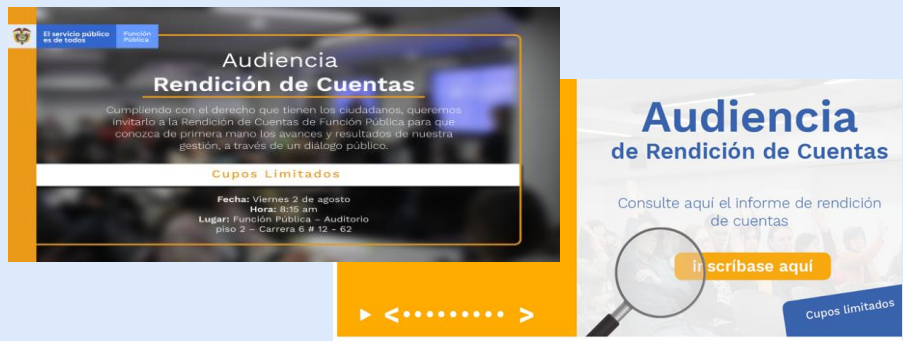 El servicio público
es de todos
Función
Pública
Audiencia
Rendición de Cuentas
Cumpliendo con el derecho que tienen los ciudadanos, queremos
invitarlo a la Rendición de Cuentas de Función Pública para que
conozca de primera mano los avances y resultados de nuestra
gestión, a través de un diálogo público.
Cupos Limitados
Fecha: Viernes 2 de agosto
Hora: 8:15 am
Lugar: Función Pública – Auditorio
piso 2 – Carrera 6 # 12 - 62
Audiencia
de Rendición de Cuentas
Consulte aquí el informe de rendición
de cuentas
inscríbase aquí
Cupos limitados